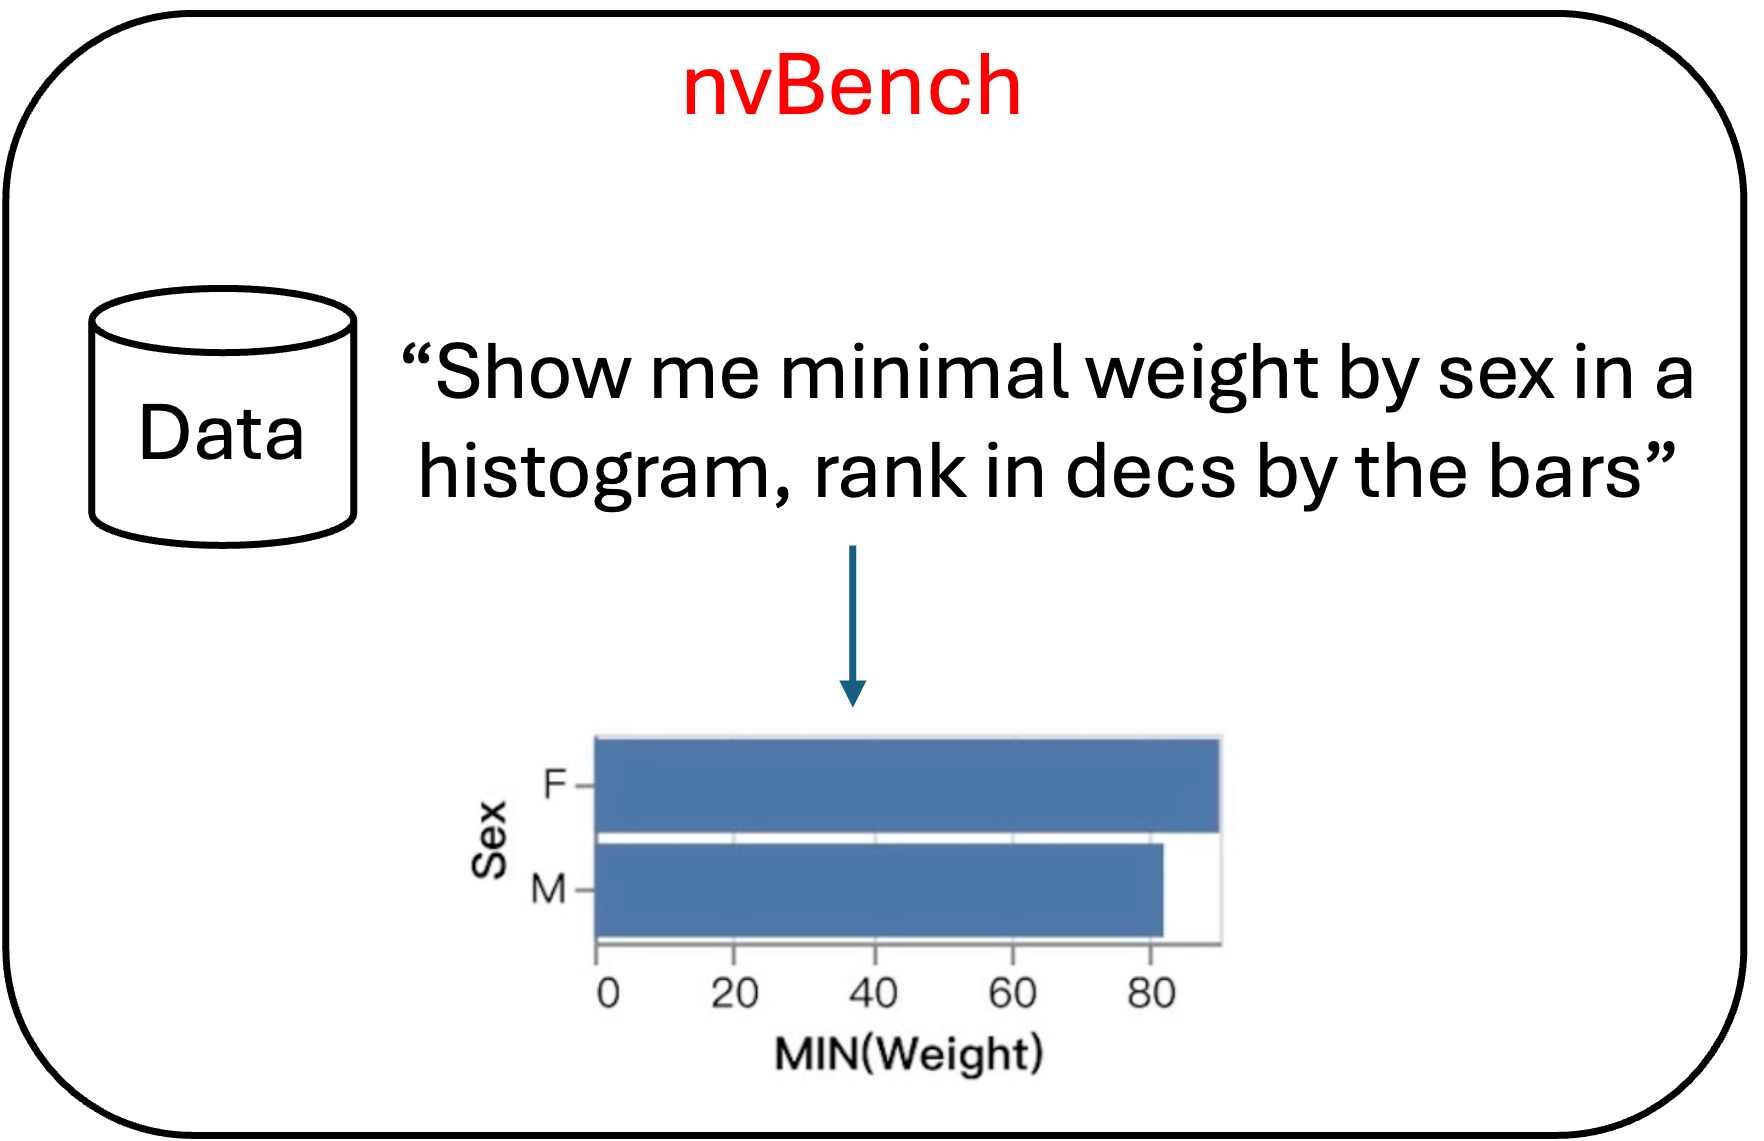 nvBench
Data
“Show me minimal weight by sex in a
histogram, rank in decs by the bars”
Sex
F
M
0 20 40 60 80
MIN(Weight)